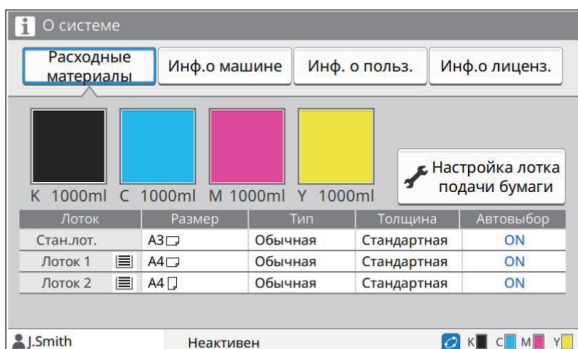 i О системе
Расходные материалы
Инф.о машине
Инф. о польз.
Инф.о лиценз.
K 1000ml C 1000ml M 1000ml Y 1000ml
Настройка лотка подачи бумаги
Лоток Размер Тип Толщина Автовыбор
Стан.лот. A3 Обычная Стандартная ON
Лоток 1 A4 Обычная Стандартная ON
Лоток 2 A4 Обычная Стандартная ON
J.Smith Неактивен K C M Y